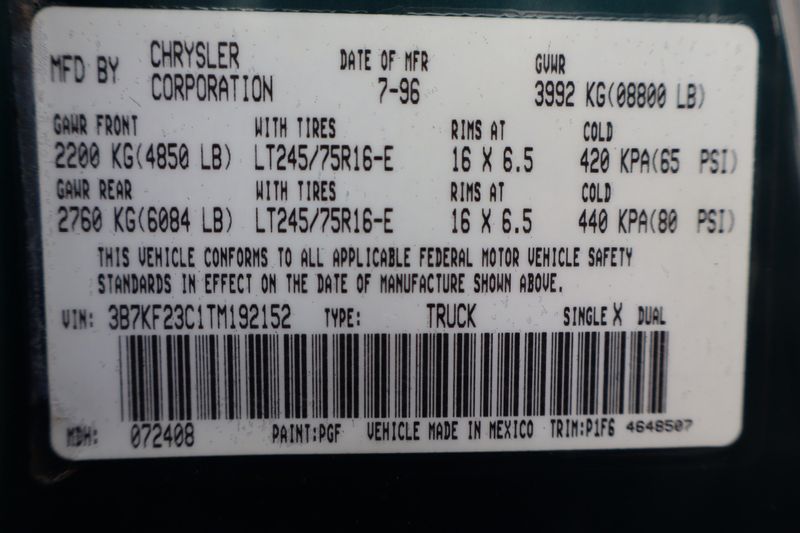 MFD BY CHRYSLER CORPORATION DATE OF MFR 7-96 GVWR 3992 KG(08800 LB)
GAWR FRONT WITH TIRES RIMS AT COLD
2200 KG(4850 LB) LT245/75R16-E 16 X 6.5 420 KPA(65 PSI)
GAWR REAR WITH TIRES RIMS AT COLD
2760 KG(6084 LB) LT245/75R16-E 16 X 6.5 440 KPA(80 PSI)
THIS VEHICLE CONFORMS TO ALL APPLICABLE FEDERAL MOTOR VEHICLE SAFETY
STANDARDS IN EFFECT ON THE DATE OF MANUFACTURE SHOWN ABOVE.
VIN: 3B7KF23C1TM192152 TYPE: TRUCK SINGLE X DUAL
MDH: 072408 PAINT:PGF VEHICLE MADE IN MEXICO TRIM:P1F6 4648507